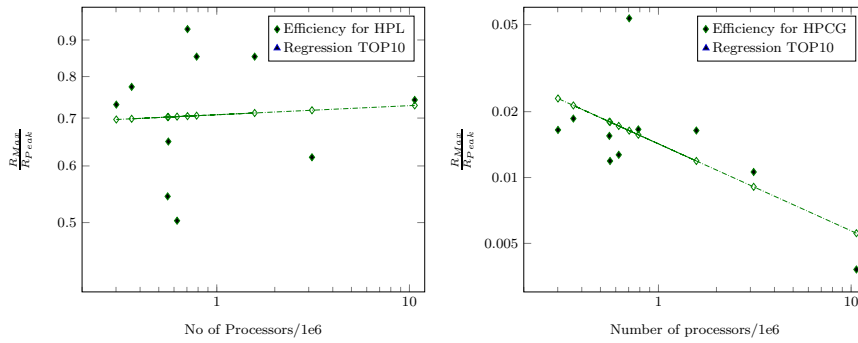 0.9
0.8
0.7
0.6
0.5
1
10
No of Processors/1e6
R_Max
R_Peak
Efficiency for HPL
Regression TOP10
0.05
0.02
0.01
0.005
1
10
Number of processors/1e6
R_Max
R_Peak
Efficiency for HPCG
Regression TOP10